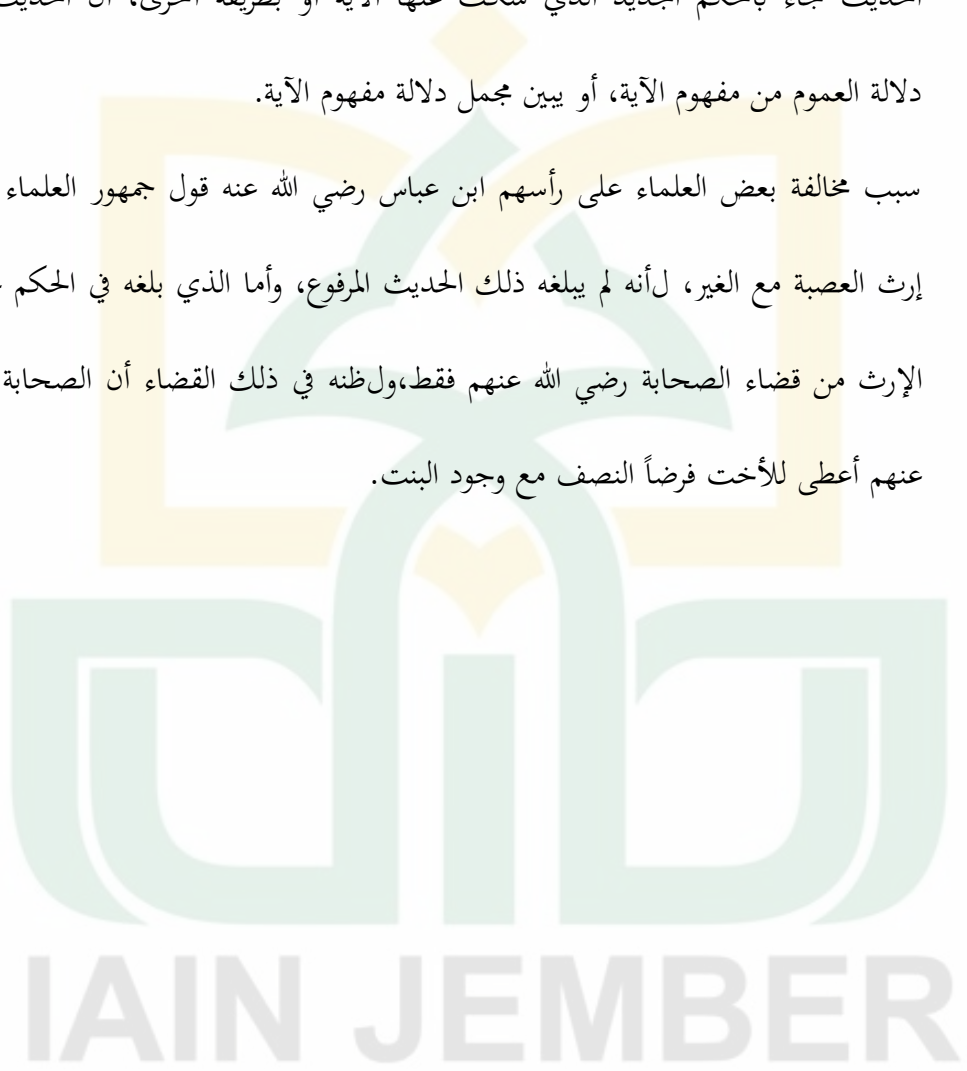 الحديث جاء بالحكم الجديد الذي سكت عنها الآية أو بطريقة أخرى، أن الحديث
دلالة العموم من مفهوم الآية، أو يبين مجمل دلالة مفهوم الآية.
سبب مخالفة بعض العلماء على رأسهم ابن عباس رضي الله عنه قول جمهور العلماء
إرث العصبة مع الغير، لأنه لم يبلغه ذلك الحديث المرفوع، وأما الذي بلغه في الحكم
الإرث من قضاء الصحابة رضي الله عنهم فقط،ولظنه في ذلك القضاء أن الصحابة
عنهم أعطى للأخت فرضاً النصف مع وجود البنت.
IAIN JEMBER